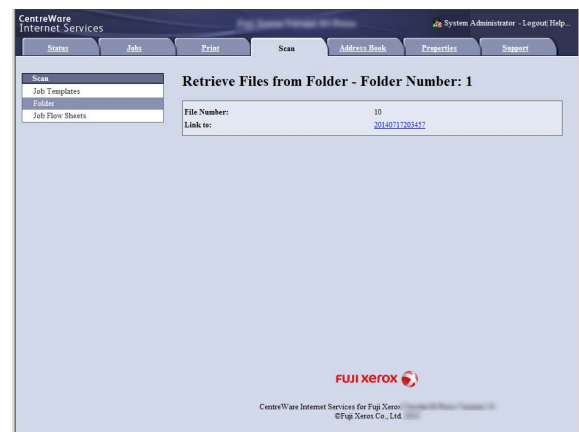 CentreWare
Internet Services
System Administrator - Logout| Help...
Status Jobs Print Scan Address Book Properties Support
Scan
Job Templates
Folder
Job Flow Sheets
Retrieve Files from Folder - Folder Number: 1
File Number: 10
Link to: 20140717203457
FUJI xerox
CentreWare Internet Services for Fuji Xerox
©Fuji Xerox Co., Ltd.